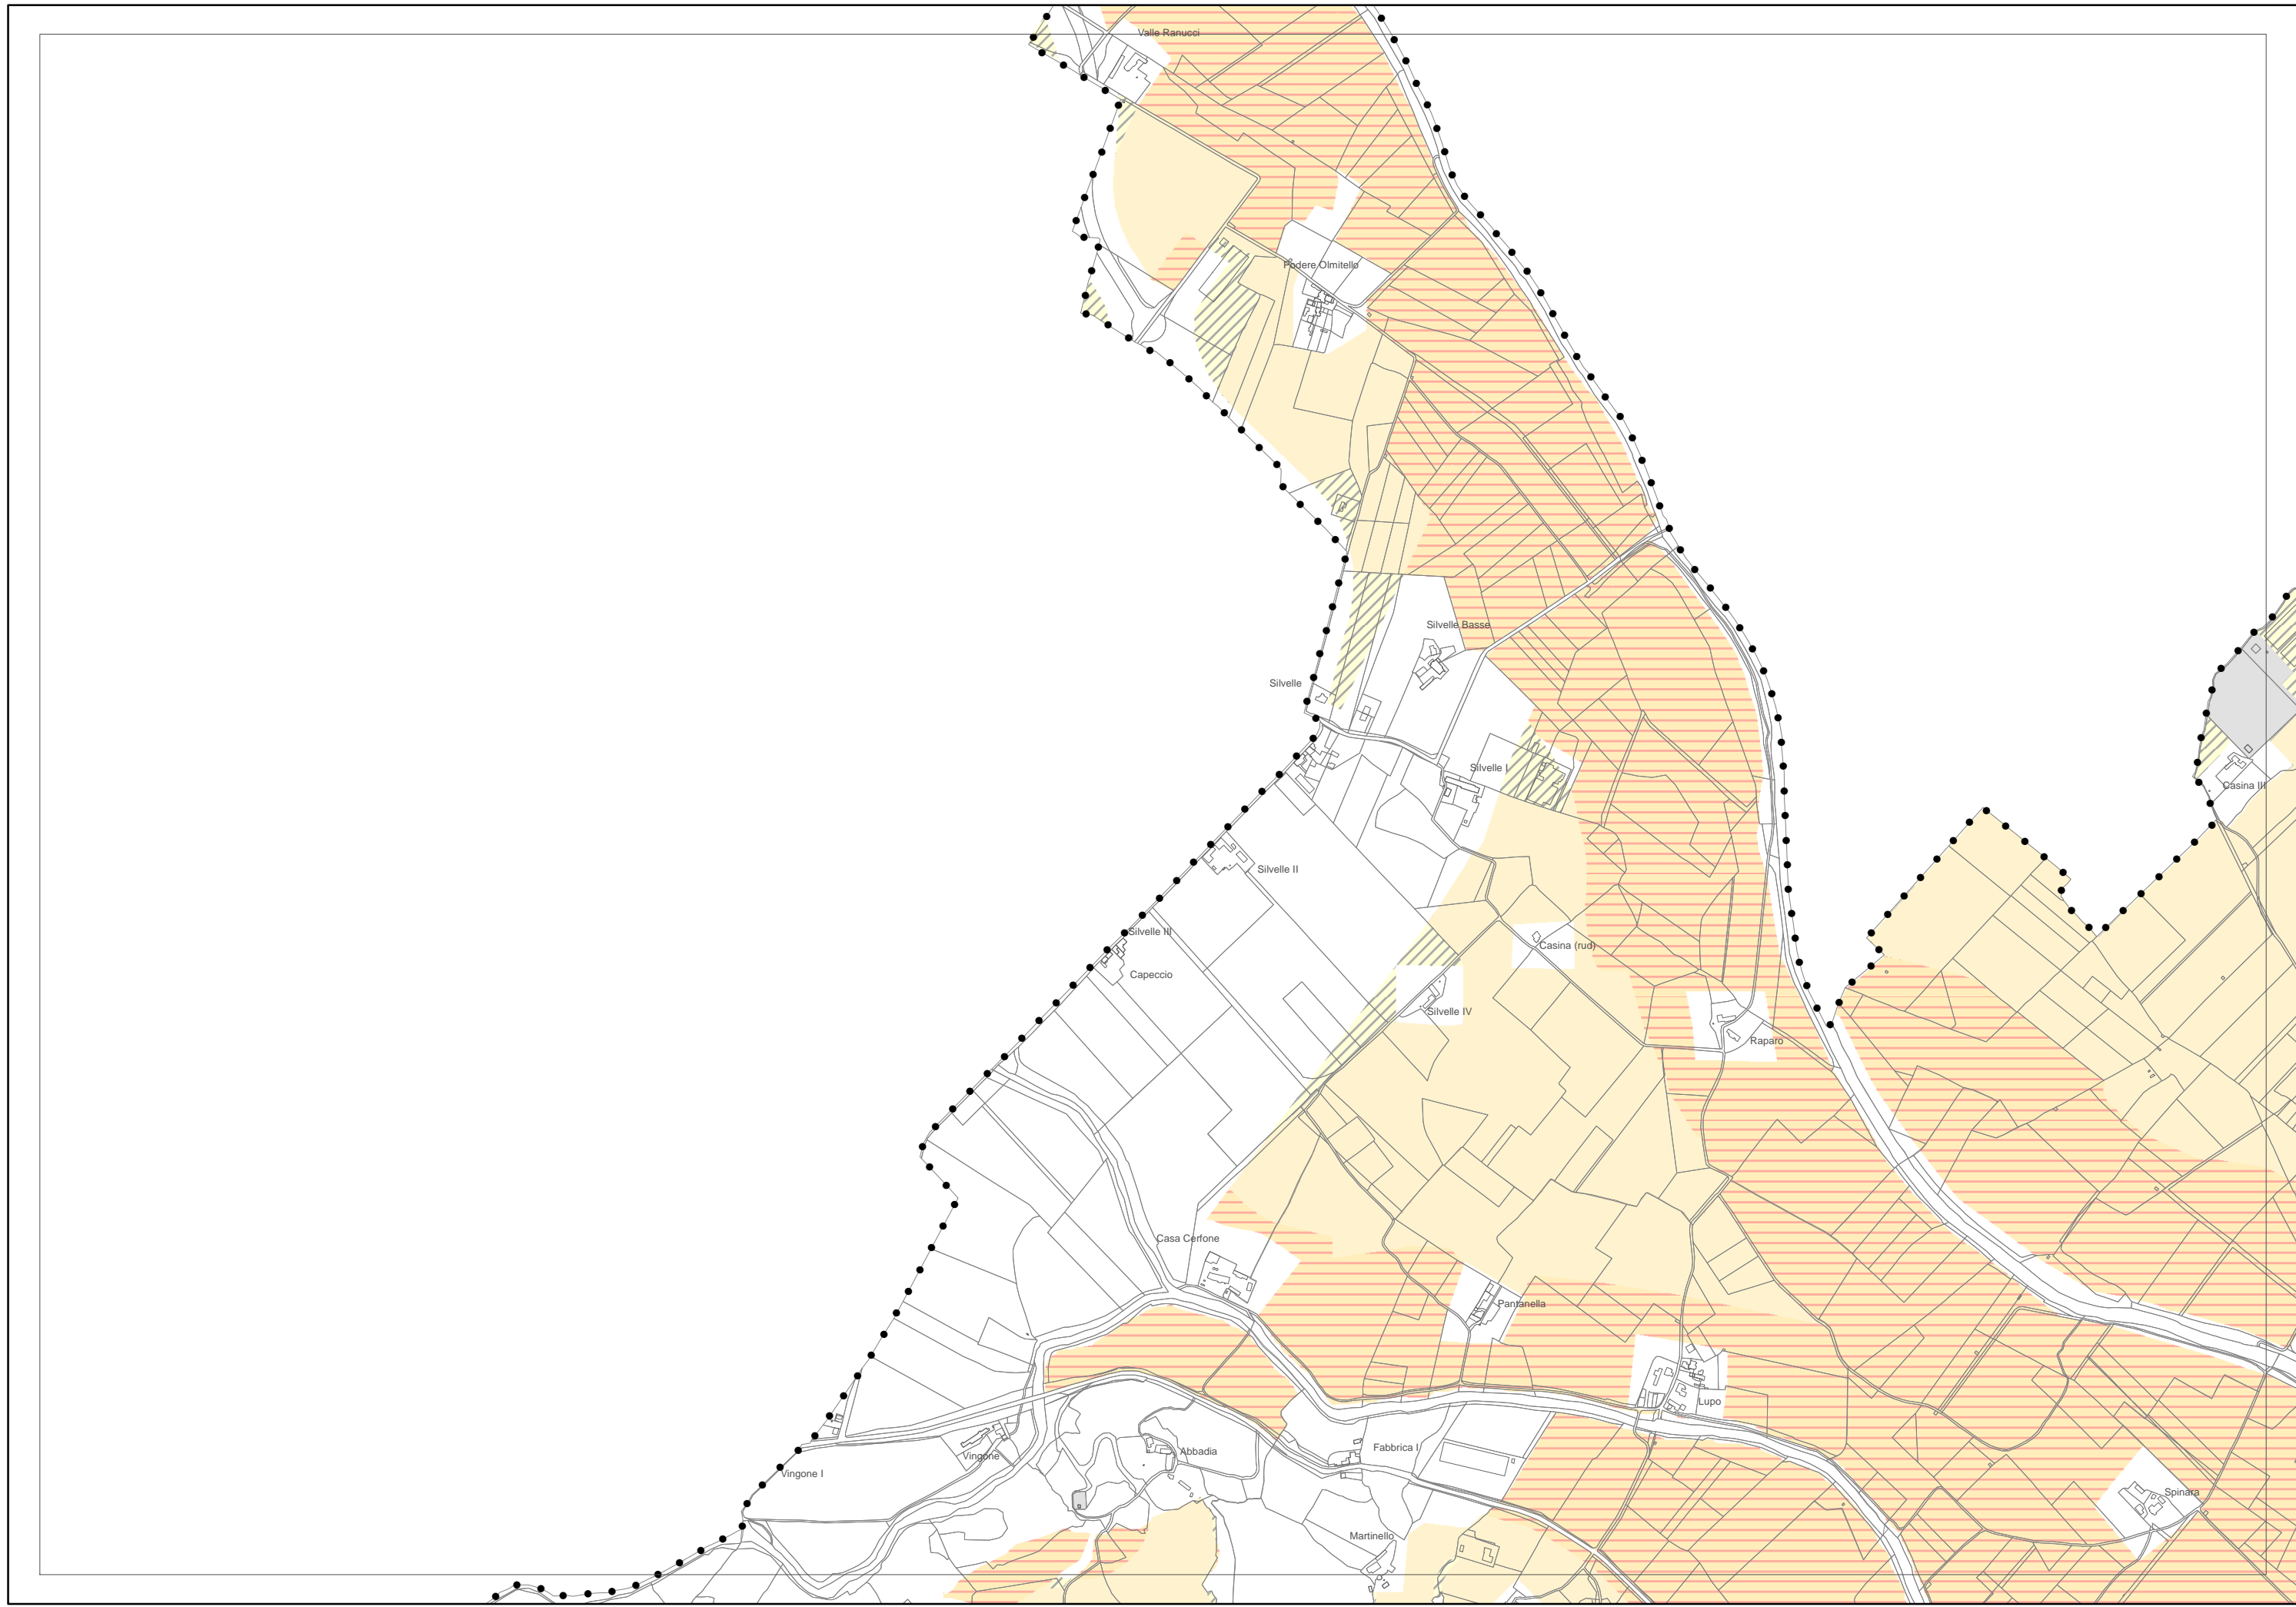 Valle Ranucci
Podere Olmitello
Silvelle Basse
Silvelle
Silvelle I
Casina III
Silvelle II
Silvelle III
Casina (rud)
Capeccio
Silvelle IV
Raparo
Casa Cerfone
Pantanella
Lupo
Fabbrica I
Abbadia
Vingone
Vingone I
Spinara
Martinello